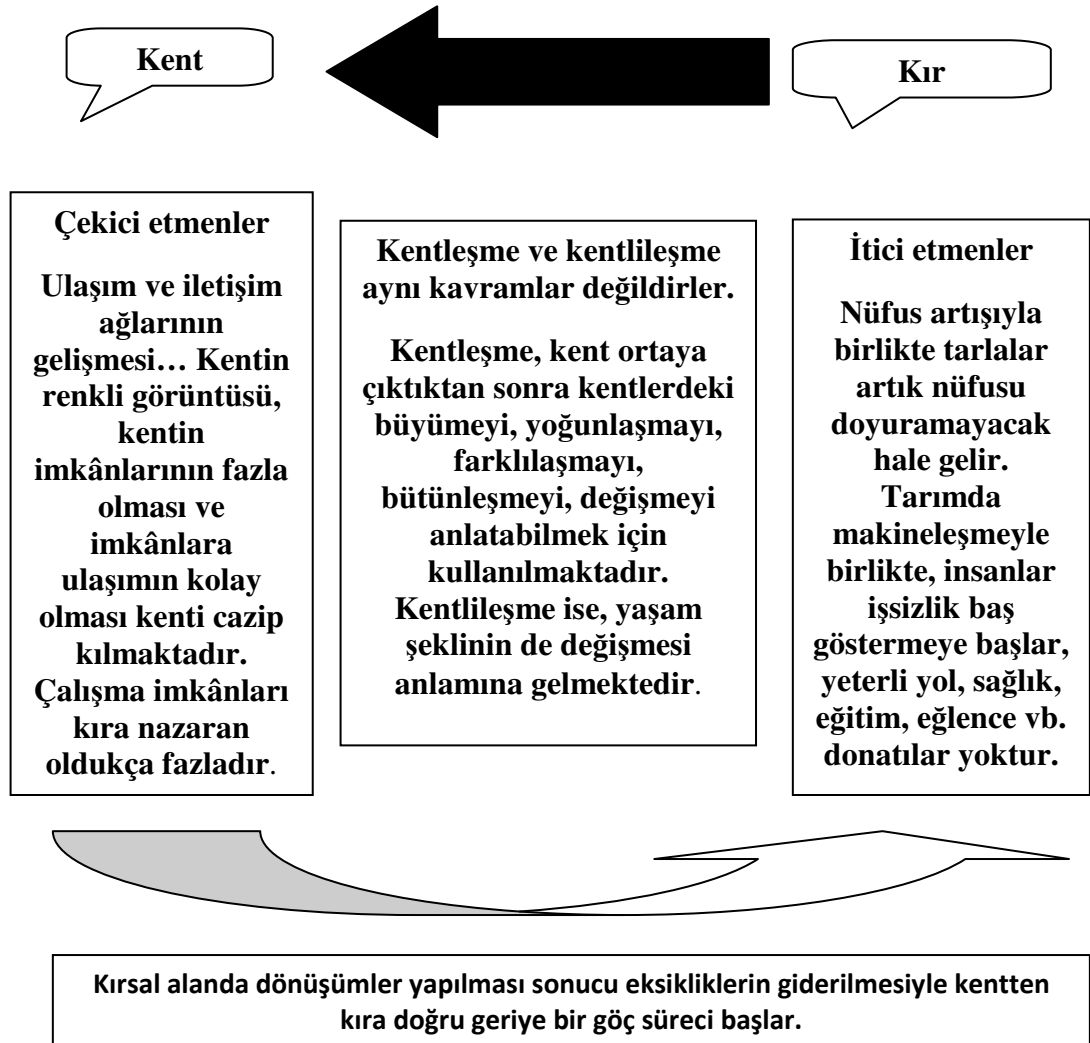 Kent
Kır
Çekici etmenler
Ulaşım ve iletişim
ağlarının
gelişmesi… Kentin
renkli görüntüsü,
kentin
imkânlarının fazla
olması ve
imkânlara
ulaşımın kolay
olması kenti cazip
kılmaktadır.
Çalışma imkânları
kıra nazaran
oldukça fazladır.
Kentleşme ve kentlileşme
aynı kavramlar değildirler.
Kentleşme, kent ortaya
çıktıktan sonra kentlerdeki
büyümeyi, yoğunlaşmayı,
farklılaşmayı,
bütünleşmeyi, değişmeyi
anlatabilmek için
kullanılmaktadır.
Kentlileşme ise, yaşam
şeklinin de değişmesi
anlamına gelmektedir.
İtici etmenler
Nüfus artışıyla
birlikte tarlalar
artık nüfusu
doyuramayacak
hale gelir.
Tarımda
makineleşmeyle
birlikte, insanlar
işsizlik baş
göstermeye başlar,
yeterli yol, sağlık,
eğitim, eğlence vb.
donatılar yoktur.
Kırsal alanda dönüşümler yapılması sonucu eksikliklerin giderilmesiyle kentten
kıra doğru geriye bir göç süreci başlar.